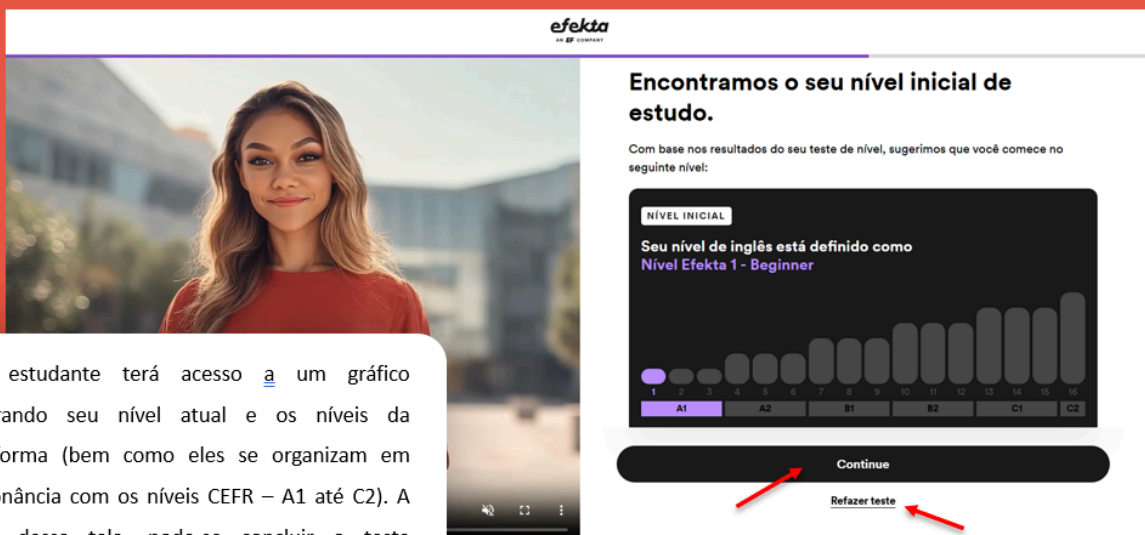 efekta
AN EF COMPANY
Encontramos o seu nível inicial de
estudo.
Com base nos resultados do seu teste de nível, sugerimos que você comece no
seguinte nível:
NÍVEL INICIAL
Seu nível de inglês está definido como
Nível Efekta 1 - Beginner
1 2 3 4 5 6 7 8 9 10 11 12 13 14 15 16
A1 A2 B1 B2 C1 C2
Continue
Refazer teste
estudante terá acesso a um gráfico
rando seu nível atual e os níveis da
orma (bem como eles se organizam em
nância com os níveis CEFR – A1 até C2). A